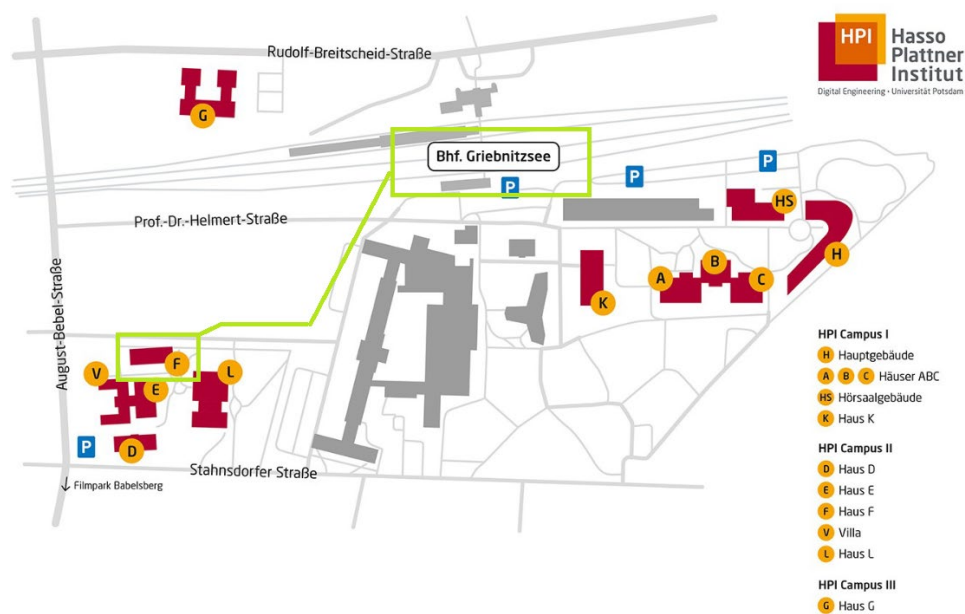 Rudolf-Breitscheid-Straße
HPI
Hasso
Plattner
Institut
Digital Engineering • Universität Potsdam
G
Bhf. Griebnitzsee
P
P
P
HS
Prof.-Dr.-Helmert-Straße
H
A
B
C
K
August-Bebel-Straße
F
V
E
L
D
P
Stahnsdorfer Straße
↓ Filmpark Babelsberg
HPI Campus I
H Hauptgebäude
A B C Häuser ABC
HS Hörsaalgebäude
K Haus K
HPI Campus II
D Haus D
E Haus E
F Haus F
V Villa
L Haus L
HPI Campus III
G Haus G